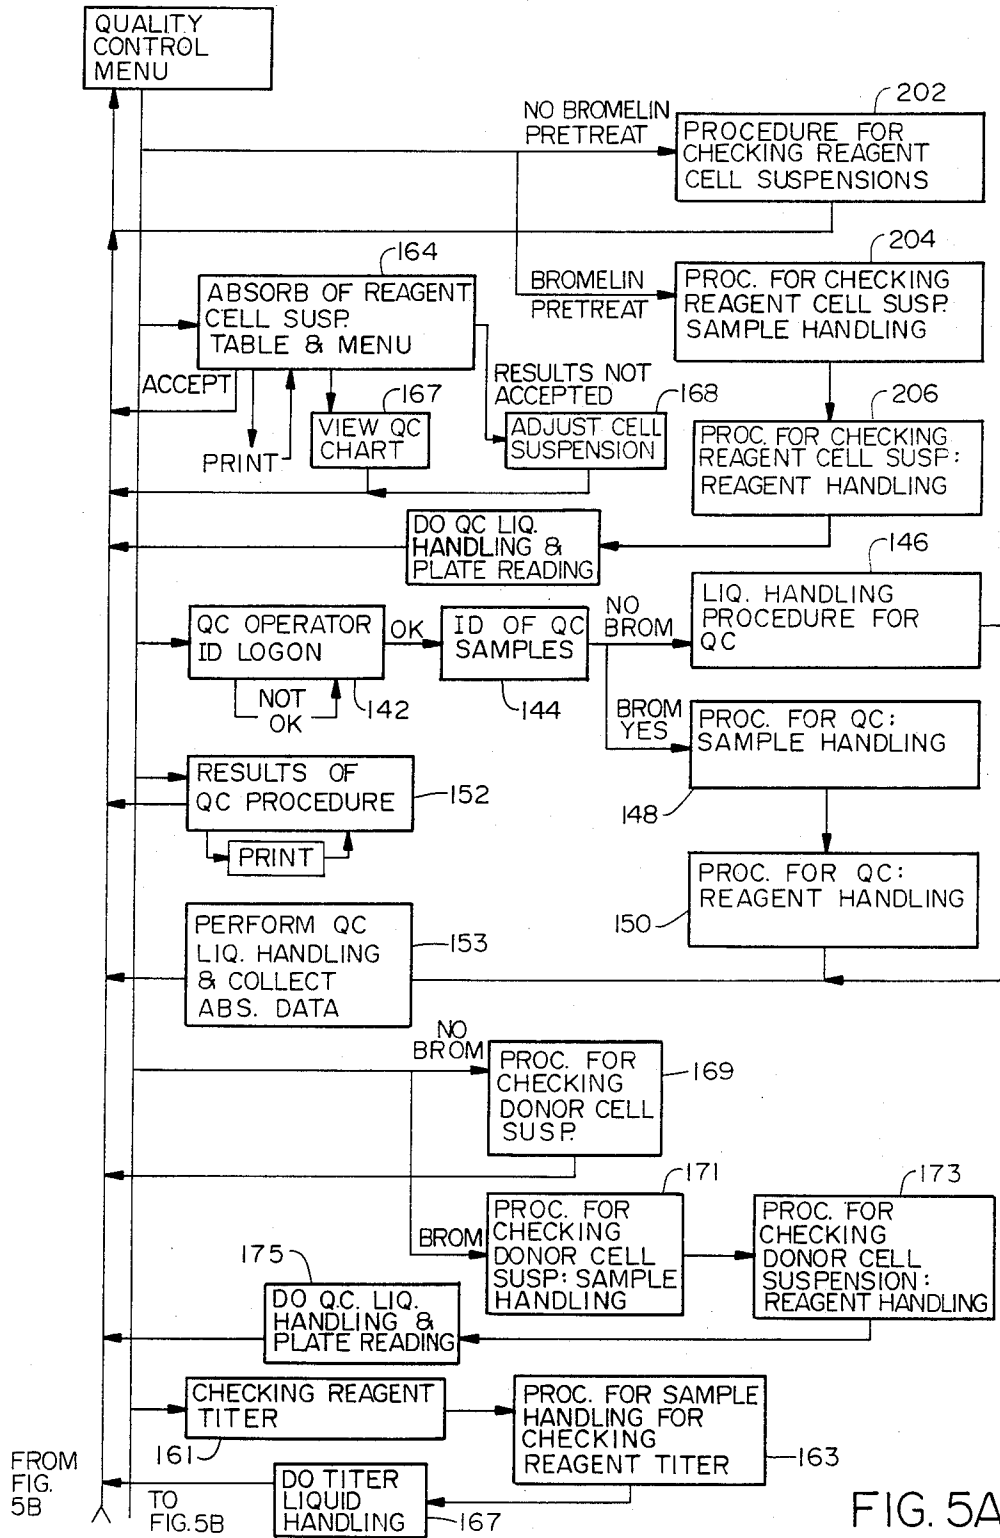 QUALITY
CONTROL
MENU
NO BROMELIN
PRETREAT
202
PROCEDURE FOR
CHECKING REAGENT
CELL SUSPENSIONS
164
ABSORB OF REAGENT
CELL SUSP.
TABLE & MENU
BROMELIN
PRETREAT
204
PROC. FOR CHECKING
REAGENT CELL SUSP.
SAMPLE HANDLING
ACCEPT
PRINT
167
VIEW QC
CHART
RESULTS NOT
ACCEPTED
168
ADJUST CELL
SUSPENSION
206
PROC. FOR CHECKING
REAGENT CELL SUSP:
REAGENT HANDLING
DO QC LIQ.
HANDLING &
PLATE READING
QC OPERATOR
ID LOGON
NOT
OK
142
OK
ID OF QC
SAMPLES
144
NO
BROM
146
LIQ. HANDLING
PROCEDURE FOR
QC
BROM
YES
PROC. FOR QC:
SAMPLE HANDLING
148
RESULTS OF
QC PROCEDURE
152
PRINT
PROC. FOR QC:
REAGENT HANDLING
150
PERFORM QC
LIQ. HANDLING
& COLLECT
ABS. DATA
153
NO
BROM
PROC. FOR
CHECKING
DONOR CELL
SUSP.
169
BROM
171
PROC. FOR
CHECKING
DONOR CELL
SUSP: SAMPLE
HANDLING
173
PROC. FOR
CHECKING
DONOR CELL
SUSPENSION:
REAGENT HANDLING
175
DO Q.C. LIQ.
HANDLING &
PLATE READING
CHECKING REAGENT
TITER
161
PROC. FOR SAMPLE
HANDLING FOR
CHECKING
REAGENT TITER
163
DO TITER
LIQUID
HANDLING
167
FROM
FIG.
5B
TO
FIG. 5B
FIG. 5A